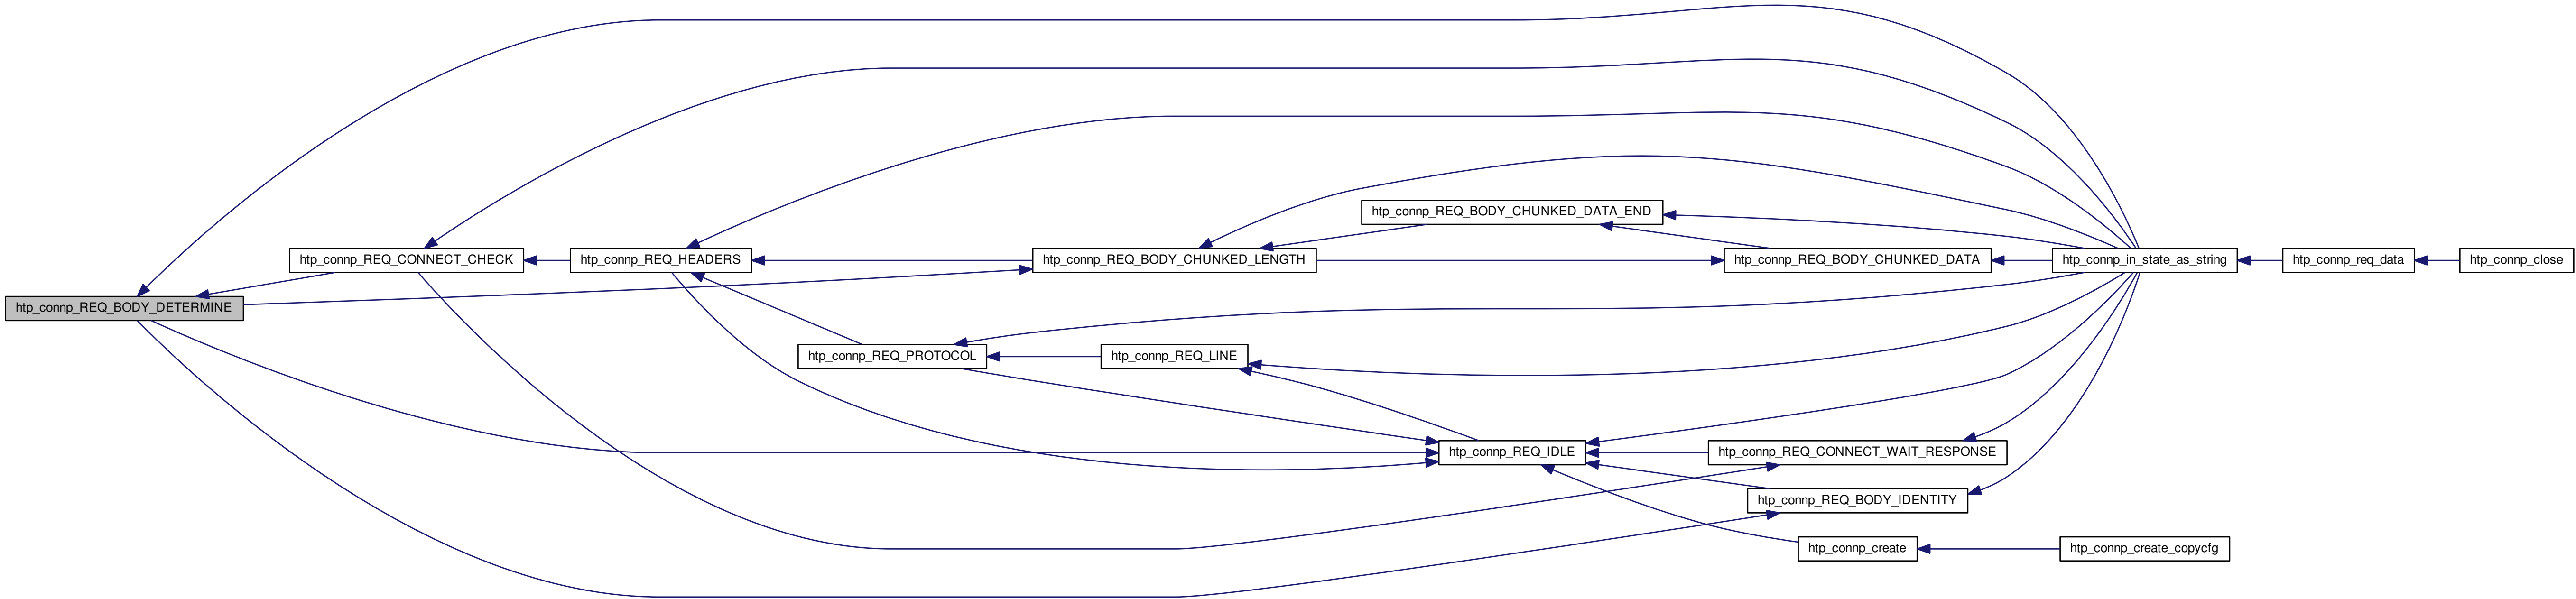 htp_connp_REQ_BODY_DETERMINE
htp_connp_REQ_CONNECT_CHECK
htp_connp_REQ_HEADERS
htp_connp_REQ_BODY_CHUNKED_LENGTH
htp_connp_REQ_BODY_CHUNKED_DATA_END
htp_connp_REQ_BODY_CHUNKED_DATA
htp_connp_in_state_as_string
htp_connp_req_data
htp_connp_close
htp_connp_REQ_PROTOCOL
htp_connp_REQ_LINE
htp_connp_REQ_IDLE
htp_connp_REQ_CONNECT_WAIT_RESPONSE
htp_connp_REQ_BODY_IDENTITY
htp_connp_create
htp_connp_create_copycfg